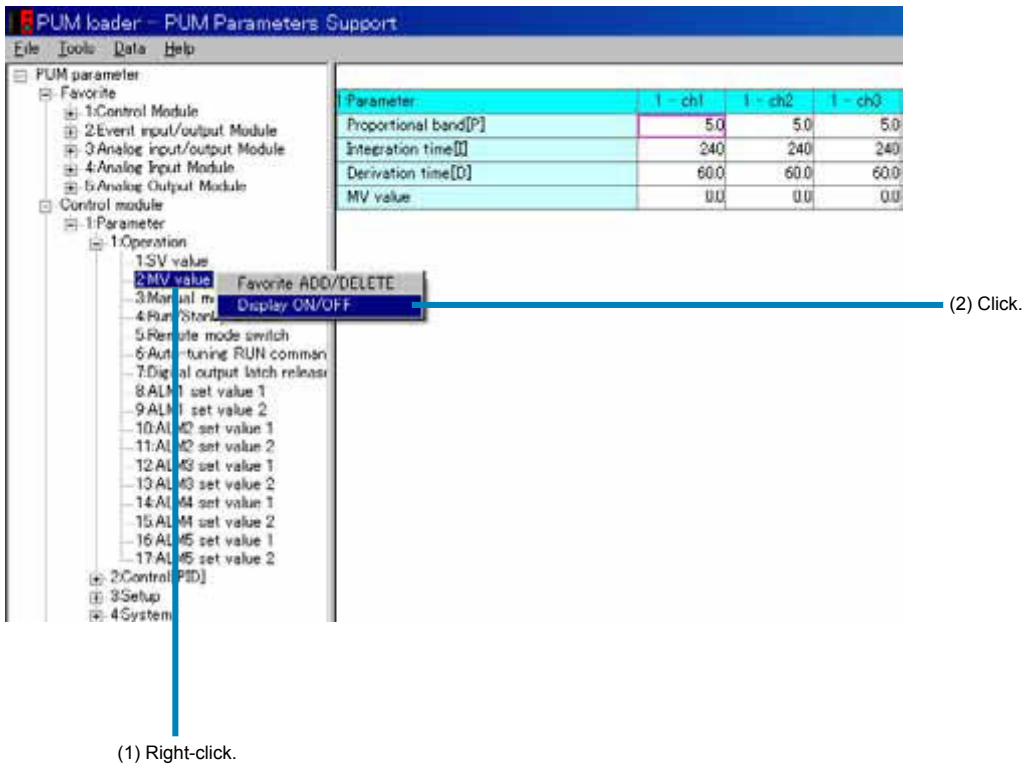 PUM loader - PUM Parameters Support
File Tools Data Help
PUM parameter
Favorite
1:Control Module
2:Event input/output Module
3:Analog input/output Module
4:Analog Input Module
5:Analog Output Module
Control module
1:Parameter
1:Operation
1:SV value
2:MV value
3:Manual
4:Run/
5:Remote mode switch
6:Auto-tuning RUN comman
7:Digital output latch release
8:ALM1 set value 1
9:ALM1 set value 2
10:ALM2 set value 1
11:ALM2 set value 2
12:ALM3 set value 1
13:ALM3 set value 2
14:ALM4 set value 1
15:ALM4 set value 2
16:ALM5 set value 1
17:ALM5 set value 2
2:Control[PID]
3:Setup
4:System
Favorite ADD/DELETE
Display ON/OFF
1:Parameter 1 - ch1 1 - ch2 1 - ch3
Proportional band[P] 5.0 5.0 5.0
Integration time[I] 240 240 240
Derivation time[D] 60.0 60.0 60.0
MV value 0.0 0.0 0.0
(2) Click.
(1) Right-click.